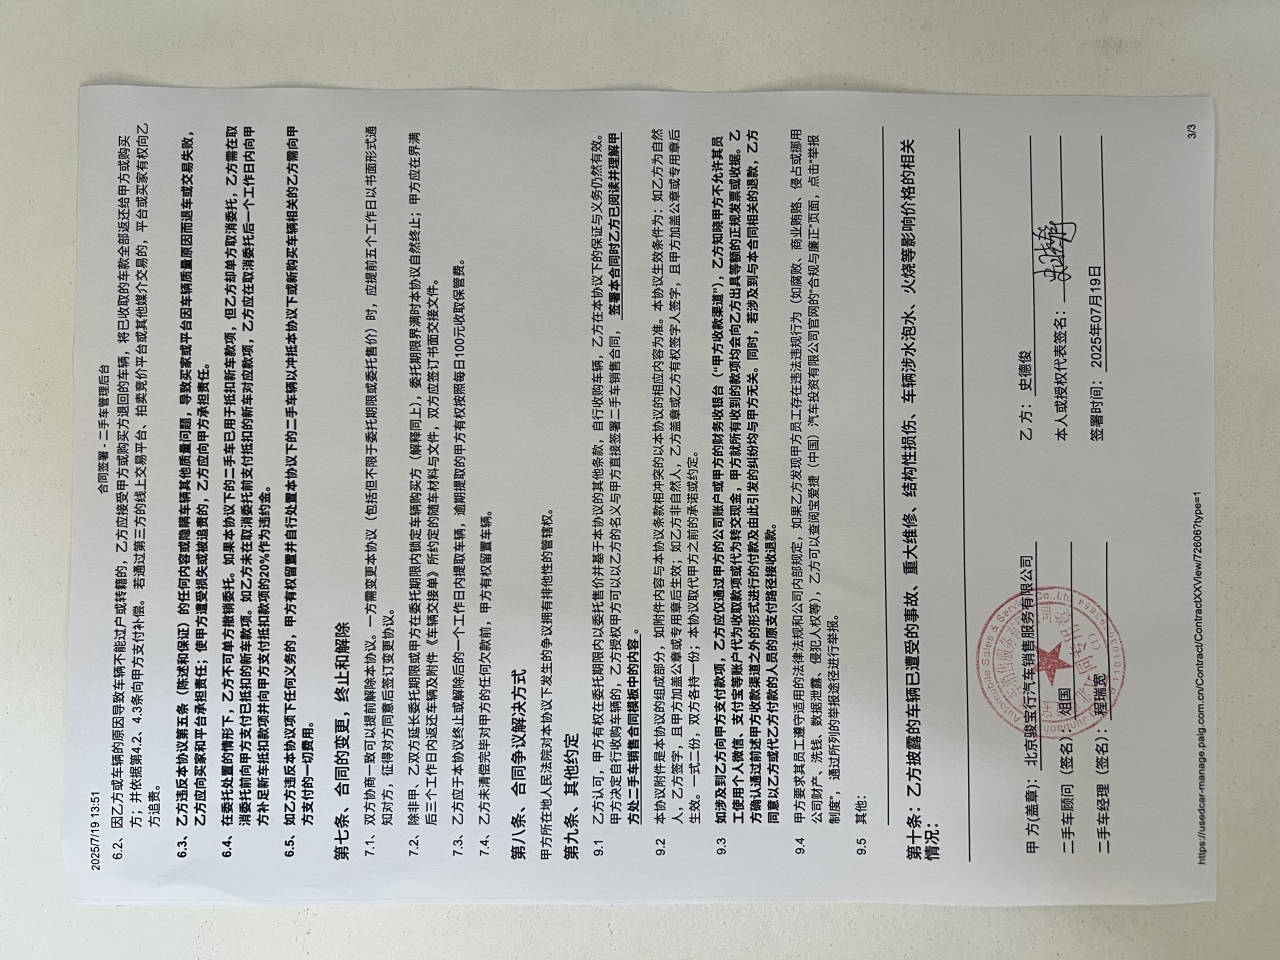 2025/7/19 13:51
合同签署 - 二手车管理后台
6.2、因乙方或车辆的原因导致车辆不能过户或转籍的，乙方应接受甲方或购买方退回的车辆，将已收取的车款全部返还给甲方或购买
方；并依据第4.2、4.3条向甲方支付补偿。若通过第三方的线上交易平台、拍卖竞价平台或其他媒介交易的，平台或买家有权向乙
方追责。
6.3、乙方违反本协议第五条（陈述和保证）的任何内容或隐瞒车辆其他质量问题，导致买家或平台因车辆质量原因而退车或交易失败，
乙方应向买家和平台承担责任；使甲方遭受损失或被追责的，乙方应向甲方承担责任。
6.4、在委托处置的情形下，乙方不可单方撤销委托。如果本协议下的二手车已用于抵扣新车款项，但乙方却单方取消委托，乙方需在取
消委托前向甲方支付已抵扣的新车款项。如乙方未在取消委托前支付抵扣的新车对应款项，乙方应在取消委托后一个工作日内向甲
方补足新车抵扣款项并向甲方支付抵扣款项的20%作为违约金。
6.5、如乙方违反本协议项下任何义务的，甲方有权留置并自行处置本协议下的二手车辆以冲抵本协议下或新购买车辆相关的乙方需向甲
方支付的一切费用。
第七条、合同的变更，终止和解除
7.1、双方协商一致可以提前解除本协议。一方需变更本协议（包括但不限于委托期限或委托售价）时，应提前五个工作日以书面形式通
知对方，征得对方同意后签订变更协议。
7.2、除非甲、乙双方延长委托期限或甲方在委托期限内锁定车辆购买方（解释同上），委托期限界满时本协议自然终止；甲方应在界满
后三个工作日内返还车辆及附件《车辆交接单》所约定的随车材料与文件，双方应签订书面交接文件。
7.3、乙方应于本协议终止或解除后的一个工作日内提取车辆，逾期提取的甲方有权按照每日100元收取保管费。
7.4、乙方未清偿完毕对甲方的任何欠款前，甲方有权留置车辆。
第八条、合同争议解决方式
甲方所在地人民法院对本协议下发生的争议拥有排他性的管辖权。
第九条、其他约定
9.1 乙方认可，甲方有权在委托期限内以委托售价并基于本协议的其他条款，自行收购车辆，乙方在本协议下的保证与义务仍然有效。
甲方决定自行收购车辆的，乙方授权甲方可以以乙方的名义与甲方直接签署二手车销售合同，签署本合同时乙方已阅读并理解甲
方处二手车销售合同模板中的内容。
9.2 本协议附件是本协议的组成部分，如附件内容与本协议条款相冲突的以本协议的相应内容为准。本协议生效条件为：如乙方为自然
人，乙方签字，且甲方加盖公章或专用章后生效；如乙方非自然人，乙方盖章或乙方有权签字人签字，且甲方加盖公章或专用章后
生效。一式二份，双方各持一份；本协议取代甲方之前的承诺或约定。
9.3 如涉及到乙方向甲方支付款项，乙方应仅通过甲方的公司账户或甲方的财务收银台（“甲方收款渠道”），乙方知晓甲方不允许其员
工使用个人微信、支付宝等账户代为收取款项或代为转交现金，甲方就所有收到的款项均会向乙方出具等额的正规发票或收据。乙
方确认通过前述甲方收款渠道之外的形式进行的付款及由此引发的纠纷均与甲方无关。同时，若涉及到与本合同相关的退款，乙方
同意以乙方或代乙方付款的人员的原支付路径接收退款。
9.4 甲方要求其员工遵守适用的法律法规和公司内部规定，如果乙方发现甲方员工存在违法违规行为（如腐败、商业贿赂、侵占或挪用
公司财产、洗钱、数据泄露、侵犯人权等），乙方可以查阅宝爱捷（中国）汽车投资有限公司官网的“合规与廉正”页面，点击“举报
制度”，通过所列的举报途径进行举报。
9.5 其他：
第十条：乙方披露的车辆已遭受的事故、重大维修、结构性损伤、车辆涉水泡水、火烧等影响价格的相关
情况：
甲方(盖章)：北京骏宝行汽车销售服务有限公司
二手车顾问（签名）：
二手车经理（签名）：程瑞宽
乙方：史德俊
本人或授权代表签名：
签署时间：2025年07月19日
https://usedcar-manage.paig.com.cn/Contract/ContractXXView/72606?type=1
3/3